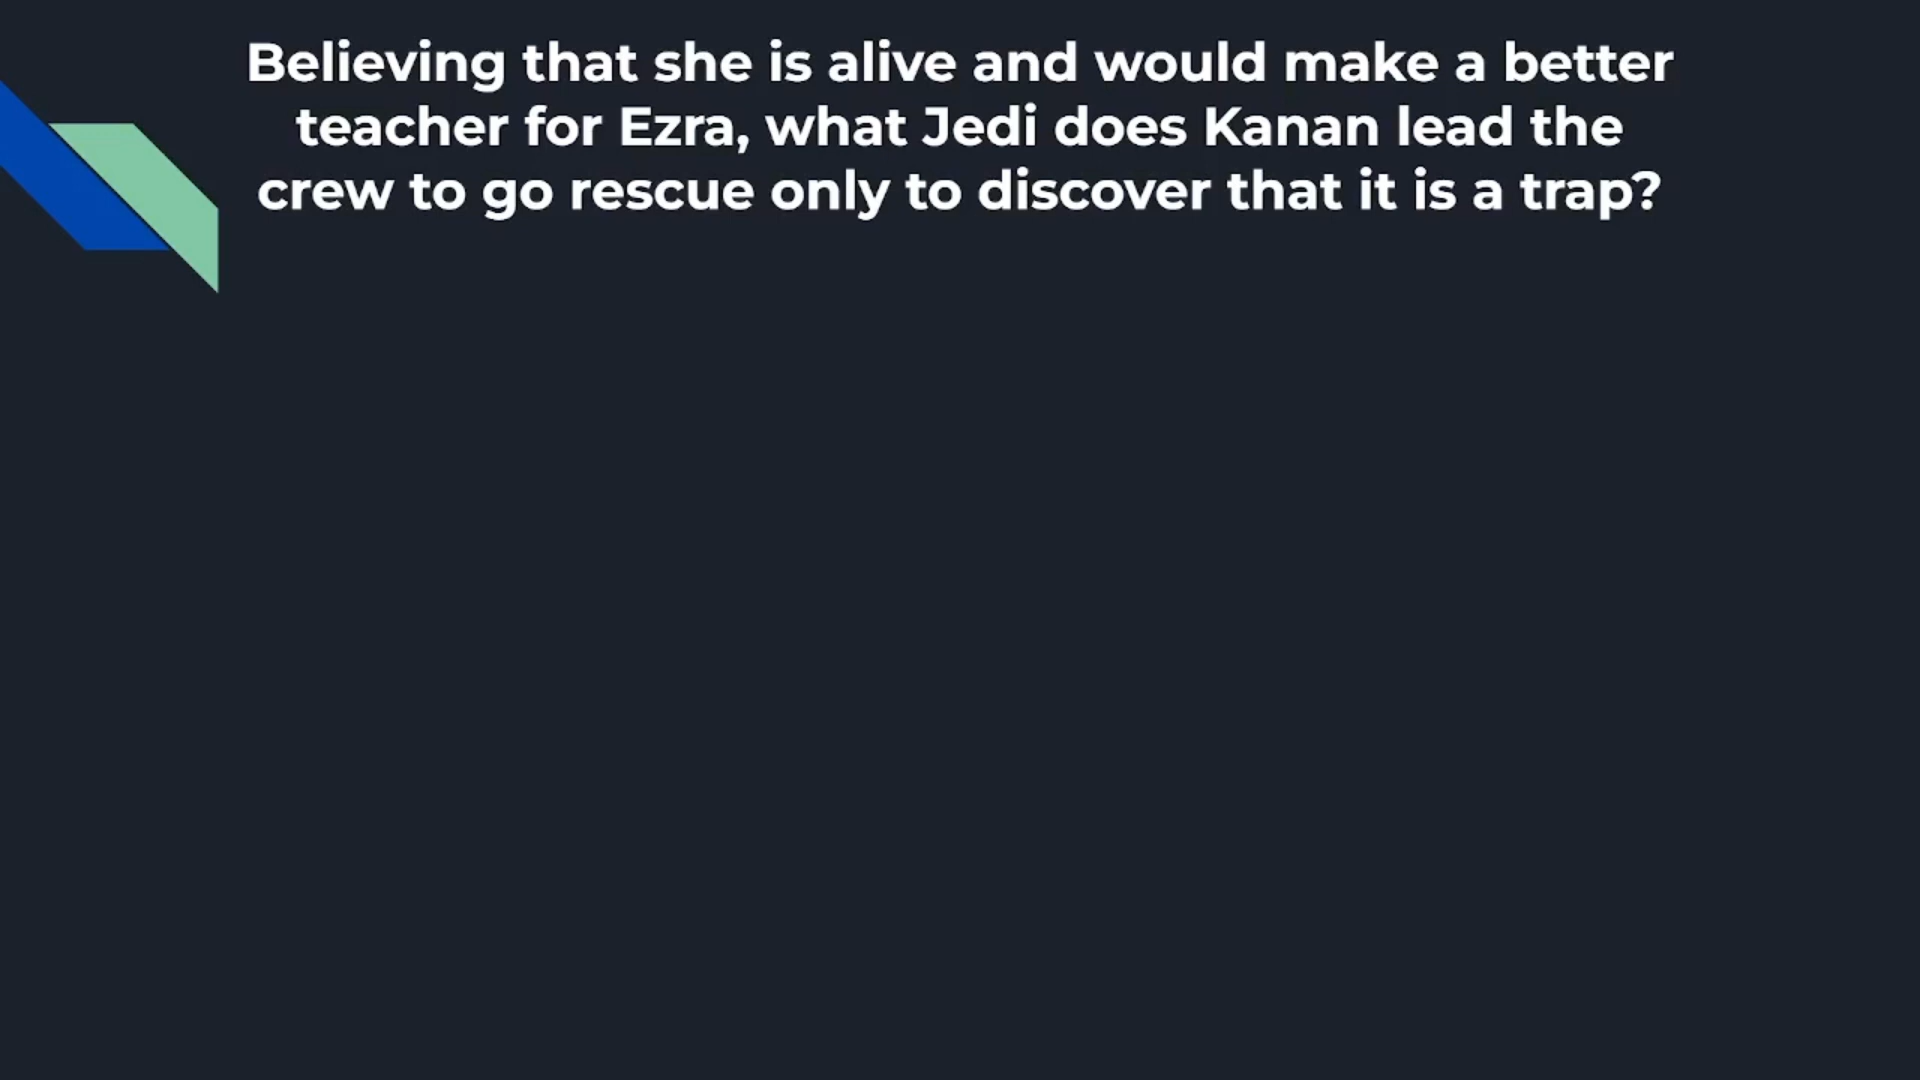 Believing that she is alive and would make a better
teacher for Ezra, what Jedi does Kanan lead the
crew to go rescue only to discover that it is a trap?